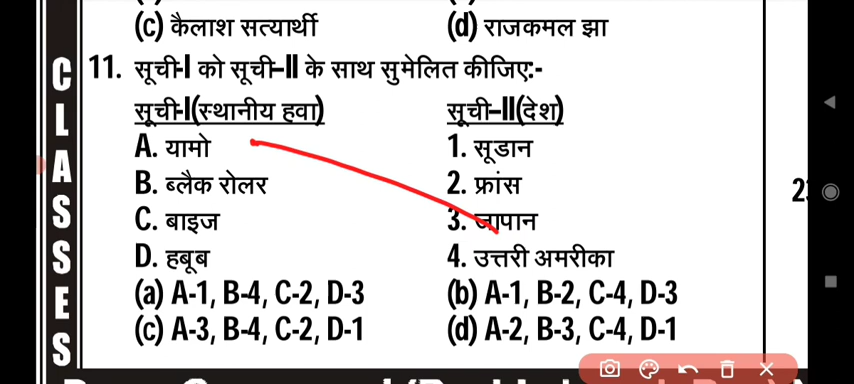 (c) कैलाश सत्यार्थी (d) राजकमल झा
11. सूची-I को सूची-II के साथ सुमेलित कीजिए:-
सूची-I(स्थानीय हवा) सूची-II(देश)
A. यामो 1. सूडान
B. ब्लैक रोलर 2. फ्रांस
C. बाइज 3. जापान
D. हबूब 4. उत्तरी अमरीका
(a) A-1, B-4, C-2, D-3 (b) A-1, B-2, C-4, D-3
(c) A-3, B-4, C-2, D-1 (d) A-2, B-3, C-4, D-1
CLASSES